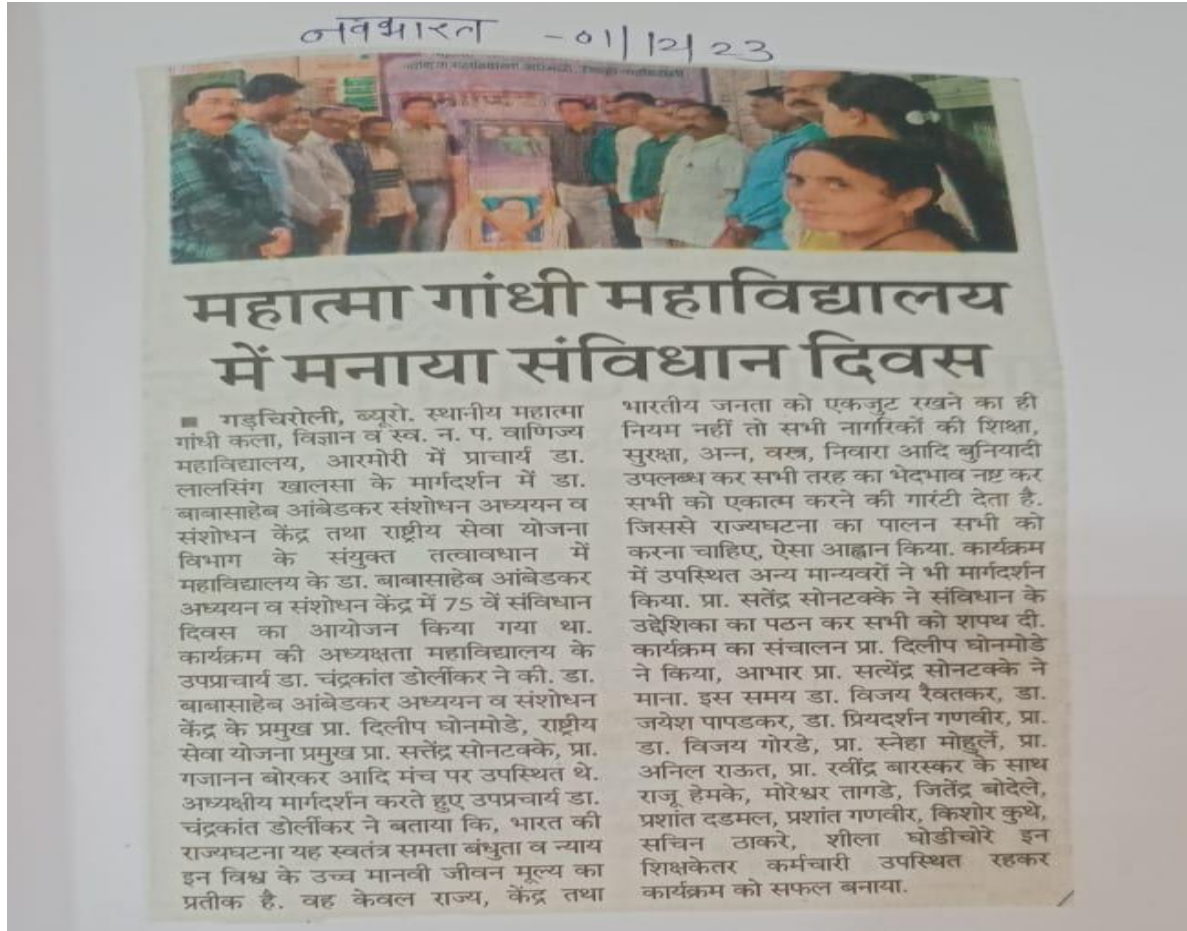 नवभारत - 01/12/23
महात्मा गांधी महाविद्यालय
में मनाया संविधान दिवस
■ गड़चिरोली, ब्यूरो. स्थानीय महात्मा
गांधी कला, विज्ञान व स्व. न. प. वाणिज्य
महाविद्यालय, आरमोरी में प्राचार्य डा.
लालसिंग खालसा के मार्गदर्शन में डा.
बाबासाहेब आंबेडकर संशोधन अध्ययन व
संशोधन केंद्र तथा राष्ट्रीय सेवा योजना
विभाग के संयुक्त तत्वावधान में
महाविद्यालय के डा. बाबासाहेब आंबेडकर
अध्ययन व संशोधन केंद्र में 75 वें संविधान
दिवस का आयोजन किया गया था.
कार्यक्रम की अध्यक्षता महाविद्यालय के
उपप्राचार्य डा. चंद्रकांत डोर्लीकर ने की. डा.
बाबासाहेब आंबेडकर अध्ययन व संशोधन
केंद्र के प्रमुख प्रा. दिलीप घोनमोडे, राष्ट्रीय
सेवा योजना प्रमुख प्रा. सत्तेंद्र सोनटक्के, प्रा.
गजानन बोरकर आदि मंच पर उपस्थित थे.
अध्यक्षीय मार्गदर्शन करते हुए उपप्रचार्य डा.
चंद्रकांत डोर्लीकर ने बताया कि, भारत की
राज्यघटना यह स्वतंत्र समता बंधुता व न्याय
इन विश्व के उच्च मानवी जीवन मूल्य का
प्रतीक है. वह केवल राज्य, केंद्र तथा
भारतीय जनता को एकजुट रखने का ही
नियम नहीं तो सभी नागरिकों की शिक्षा,
सुरक्षा, अन्न, वस्त्र, निवारा आदि बुनियादी
उपलब्ध कर सभी तरह का भेदभाव नष्ट कर
सभी को एकात्म करने की गारंटी देता है.
जिससे राज्यघटना का पालन सभी को
करना चाहिए, ऐसा आह्वान किया. कार्यक्रम
में उपस्थित अन्य मान्यवरों ने भी मार्गदर्शन
किया. प्रा. सतेंद्र सोनटक्के ने संविधान के
उद्देशिका का पठन कर सभी को शपथ दी.
कार्यक्रम का संचालन प्रा. दिलीप घोनमोडे
ने किया, आभार प्रा. सत्येंद्र सोनटक्के ने
माना. इस समय डा. विजय रैवतकर, डा.
जयेश पापडकर, डा. प्रियदर्शन गणवीर, प्रा.
डा. विजय गोरडे, प्रा. स्नेहा मोहुर्ले, प्रा.
अनिल राऊत, प्रा. रवींद्र बारस्कर के साथ
राजू हेमके, मोरेश्वर तागडे, जितेंद्र बोदेले,
प्रशांत दडमल, प्रशांत गणवीर, किशोर कुथे,
सचिन ठाकरे, शीला घोडीचोरे इन
शिक्षकेतर कर्मचारी उपस्थित रहकर
कार्यक्रम को सफल बनाया.